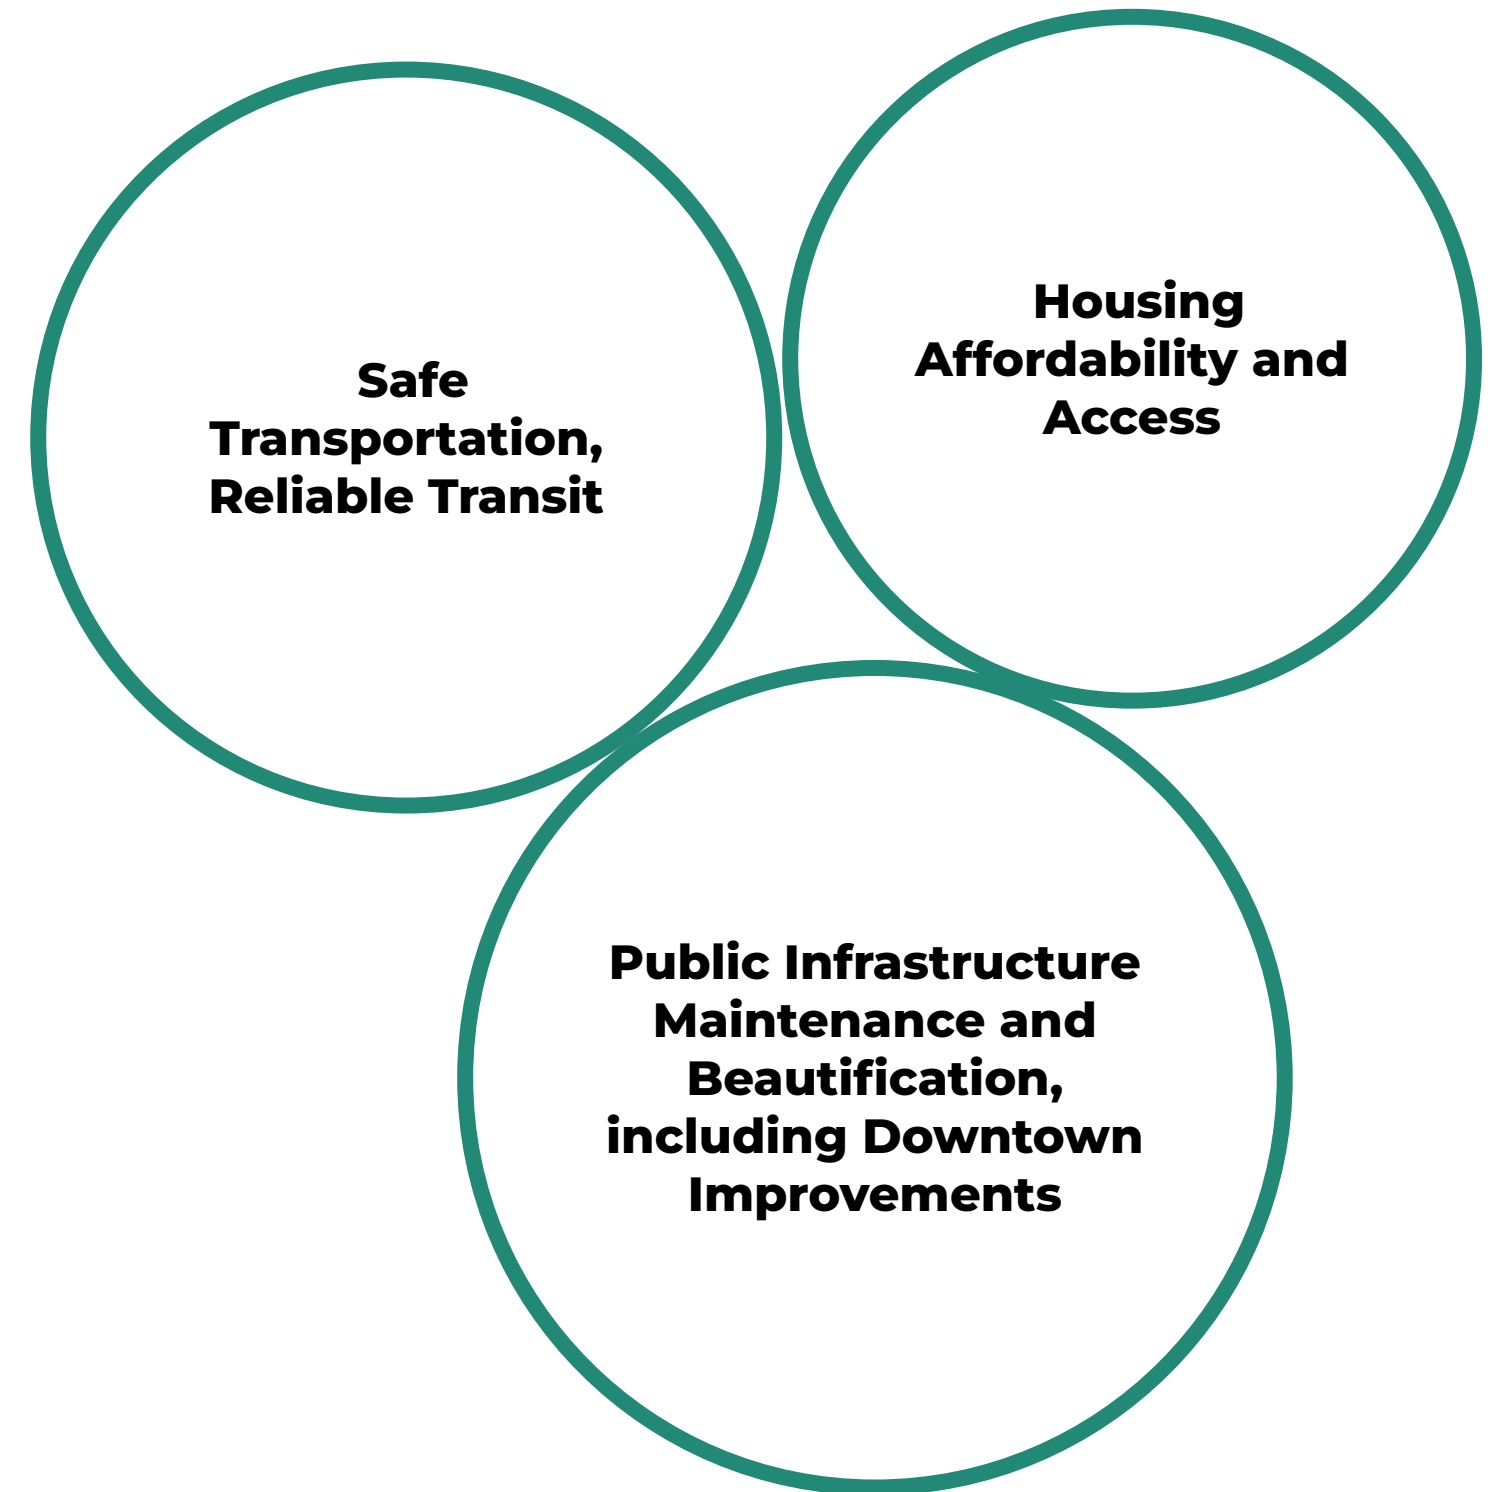 Safe
Transportation,
Reliable Transit
Housing
Affordability and
Access
Public Infrastructure
Maintenance and
Beautification,
including Downtown
Improvements